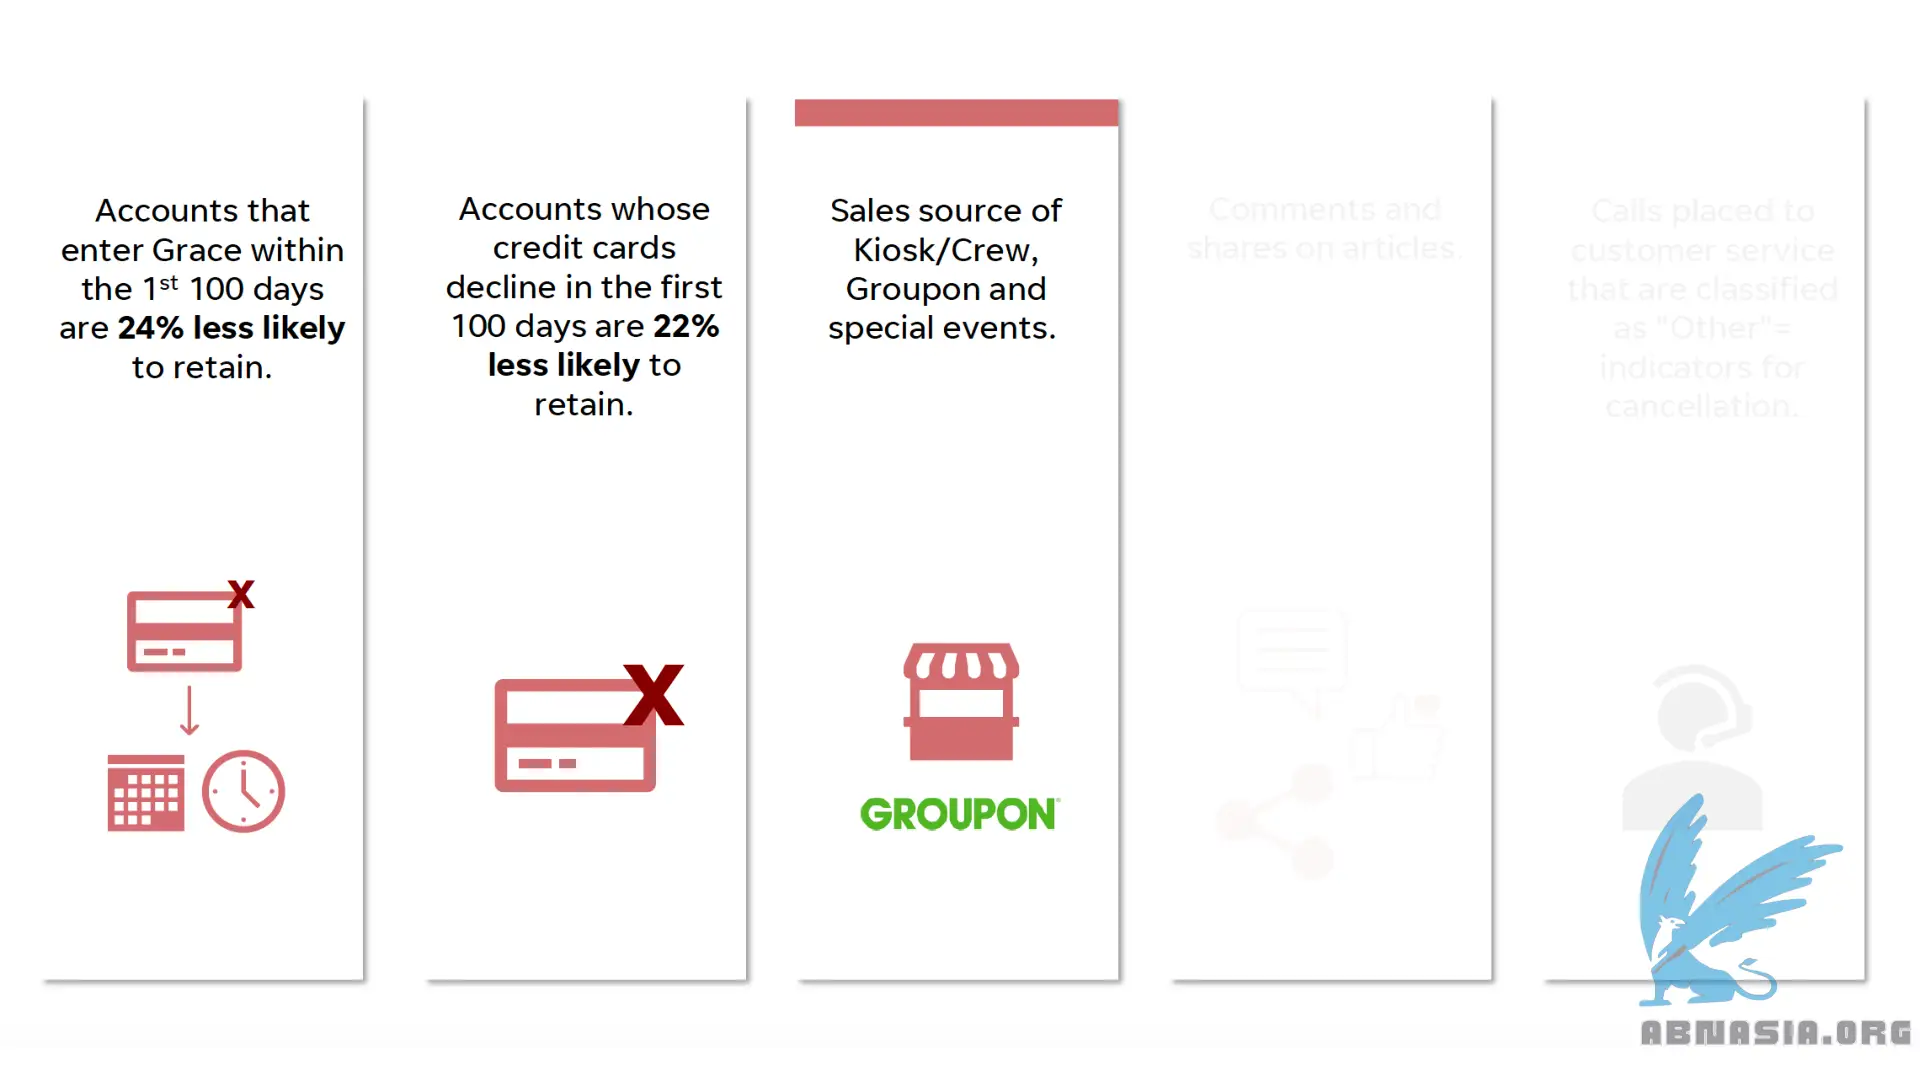 Accounts that
enter Grace within
the 1st 100 days
are 24% less likely
to retain.
Accounts whose
credit cards
decline in the first
100 days are 22%
less likely to
retain.
Sales source of
Kiosk/Crew,
Groupon and
special events.
Comments and
shares on articles.
Calls placed to
customer service
that are classified
as "Other"=
indicators for
cancellation.
X
X
GROUPON
ABNASIA.ORG